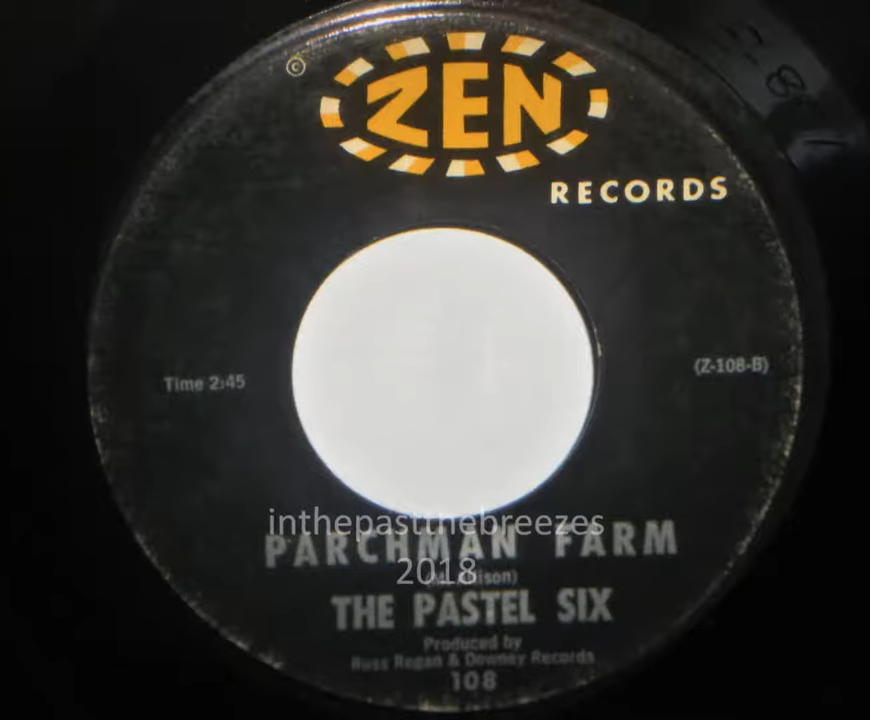 ©
ZEN
RECORDS
Time 2:45
(Z-108-B)
inthepastthebreezes
PARCHMAN FARM
2018
THE PASTEL SIX
Produced by
Russ Regan & Downey Records
108